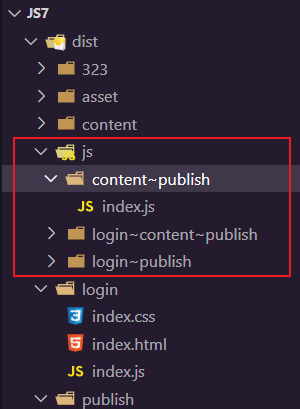 JS7
dist
323
asset
content
JS js
content~publish
JS index.js
login~content~publish
login~publish
login
index.css
index.html
JS index.js
publish